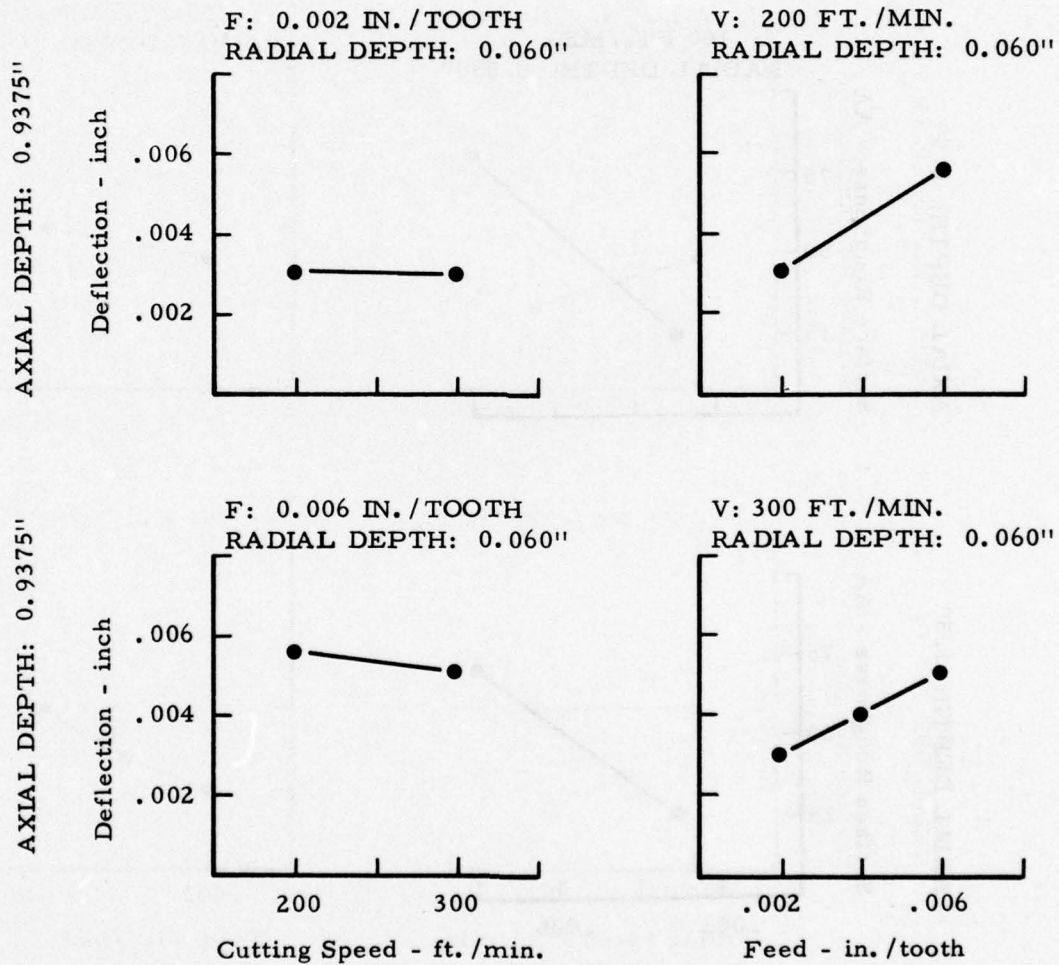 F: 0.002 IN./TOOTH
RADIAL DEPTH: 0.060"
V: 200 FT./MIN.
RADIAL DEPTH: 0.060"
AXIAL DEPTH: 0.9375"
Deflection - inch
.006
.004
.002
F: 0.006 IN./TOOTH
RADIAL DEPTH: 0.060"
V: 300 FT./MIN.
RADIAL DEPTH: 0.060"
AXIAL DEPTH: 0.9375"
Deflection - inch
.006
.004
.002
200 300
.002 .006
Cutting Speed - ft./min.
Feed - in./tooth